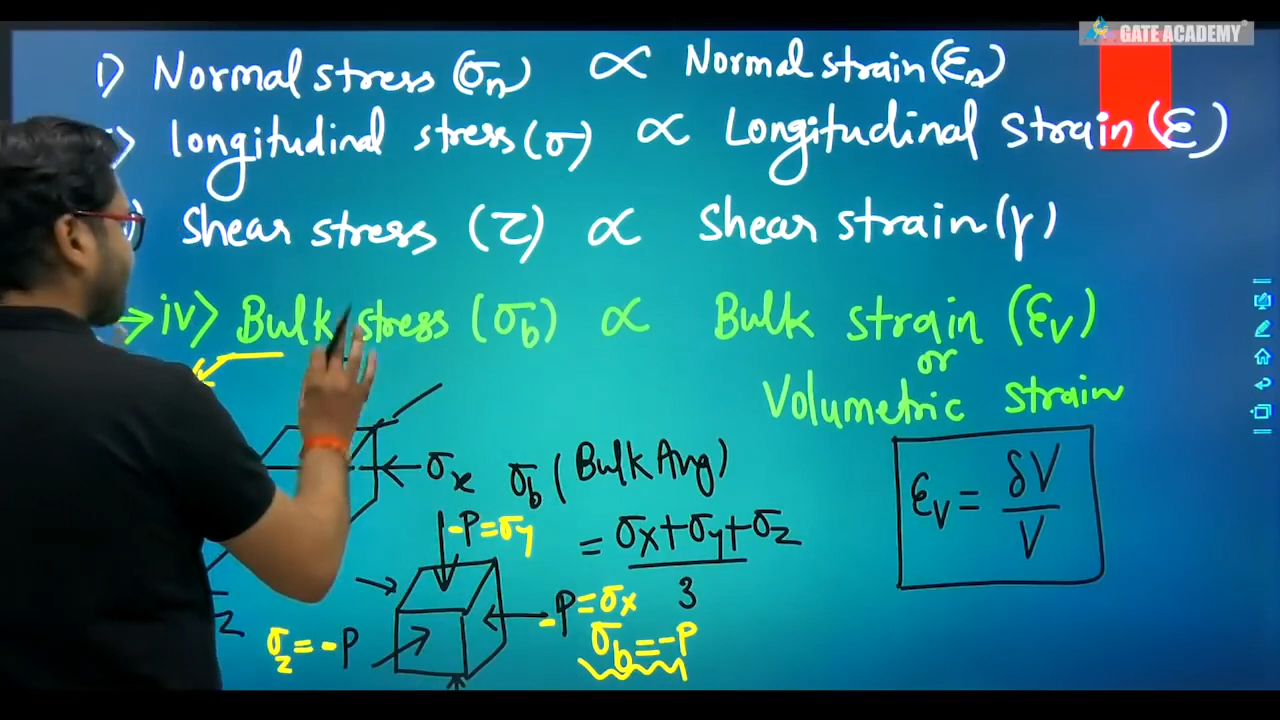 GATE ACADEMY
i) Normal stress (σn) ∝ Normal strain (εn)
) Longitudinal stress (σ) ∝ Longitudinal strain (ε)
) Shear stress (τ) ∝ Shear strain (γ)
→ iv) Bulk stress (σb) ∝ Bulk strain (εv)
or
Volumetric strain
σx
σb (Bulk Avg)
= σx+σy+σz / 3
εv = δV / V
-P = σy
-P = σx
σz = -P
σb = -P
z